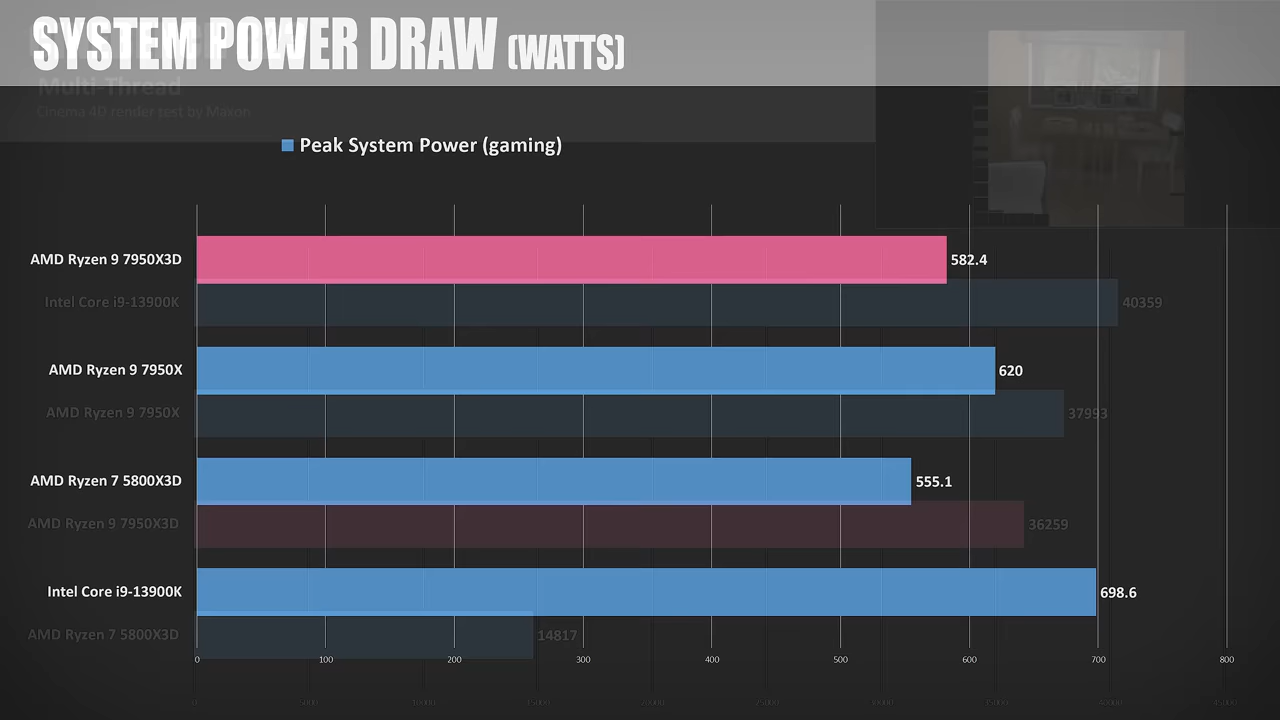 SYSTEM POWER DRAW (WATTS)
Multi-Thread
Cinema 4D render test by Maxon
Peak System Power (gaming)
AMD Ryzen 9 7950X3D 582.4
Intel Core i9-13900K 40359
AMD Ryzen 9 7950X 620
AMD Ryzen 9 7950X 37993
AMD Ryzen 7 5800X3D 555.1
AMD Ryzen 9 7950X3D 36259
Intel Core i9-13900K 698.6
AMD Ryzen 7 5800X3D 14817
0 100 200 300 400 500 600 700 800